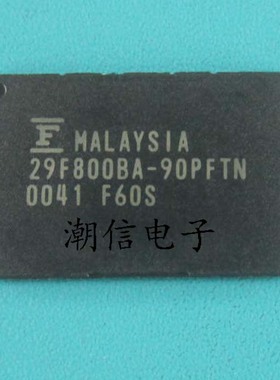 F MALAYSIA
29F800BA-90PFTN
0041 F60S
潮信电子